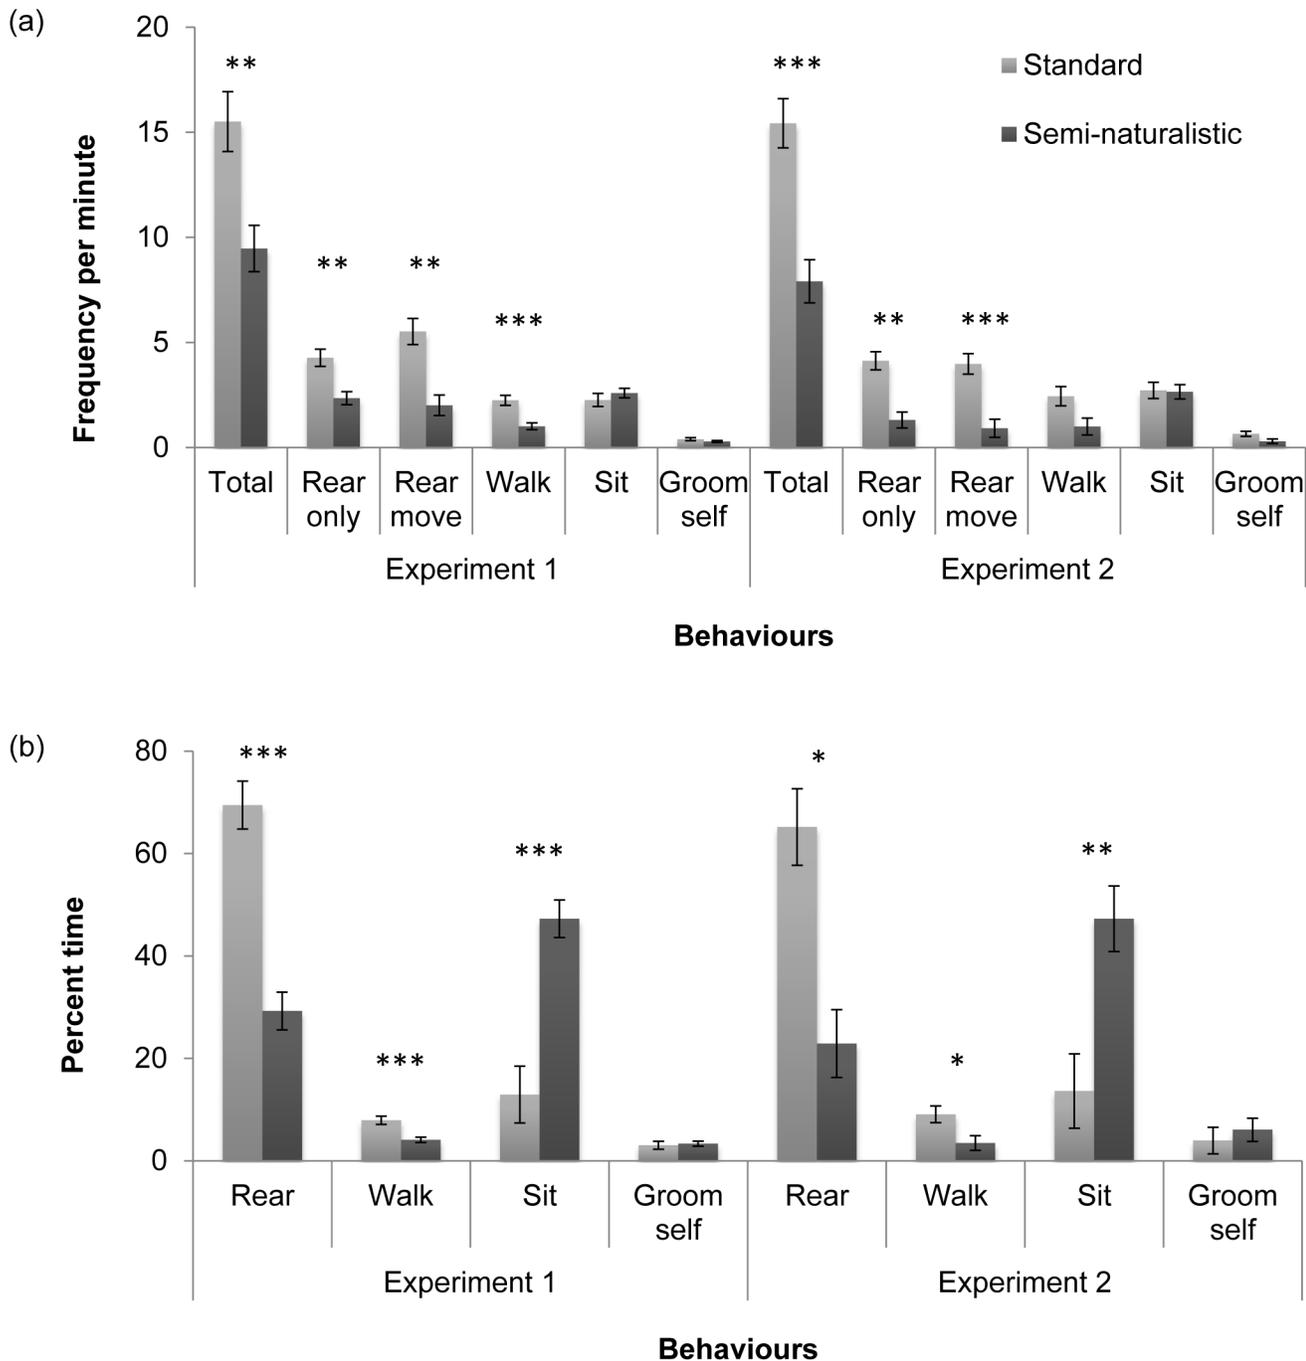 (a)
20
15
10
5
0
Frequency per minute
** ** ** *** *** ** ***
Standard
Semi-naturalistic
Total Rear only Rear move Walk Sit Groom self Total Rear only Rear move Walk Sit Groom self
Experiment 1 Experiment 2
Behaviours
(b)
80
60
40
20
0
Percent time
*** *** *** * * **
Rear Walk Sit Groom self Rear Walk Sit Groom self
Experiment 1 Experiment 2
Behaviours